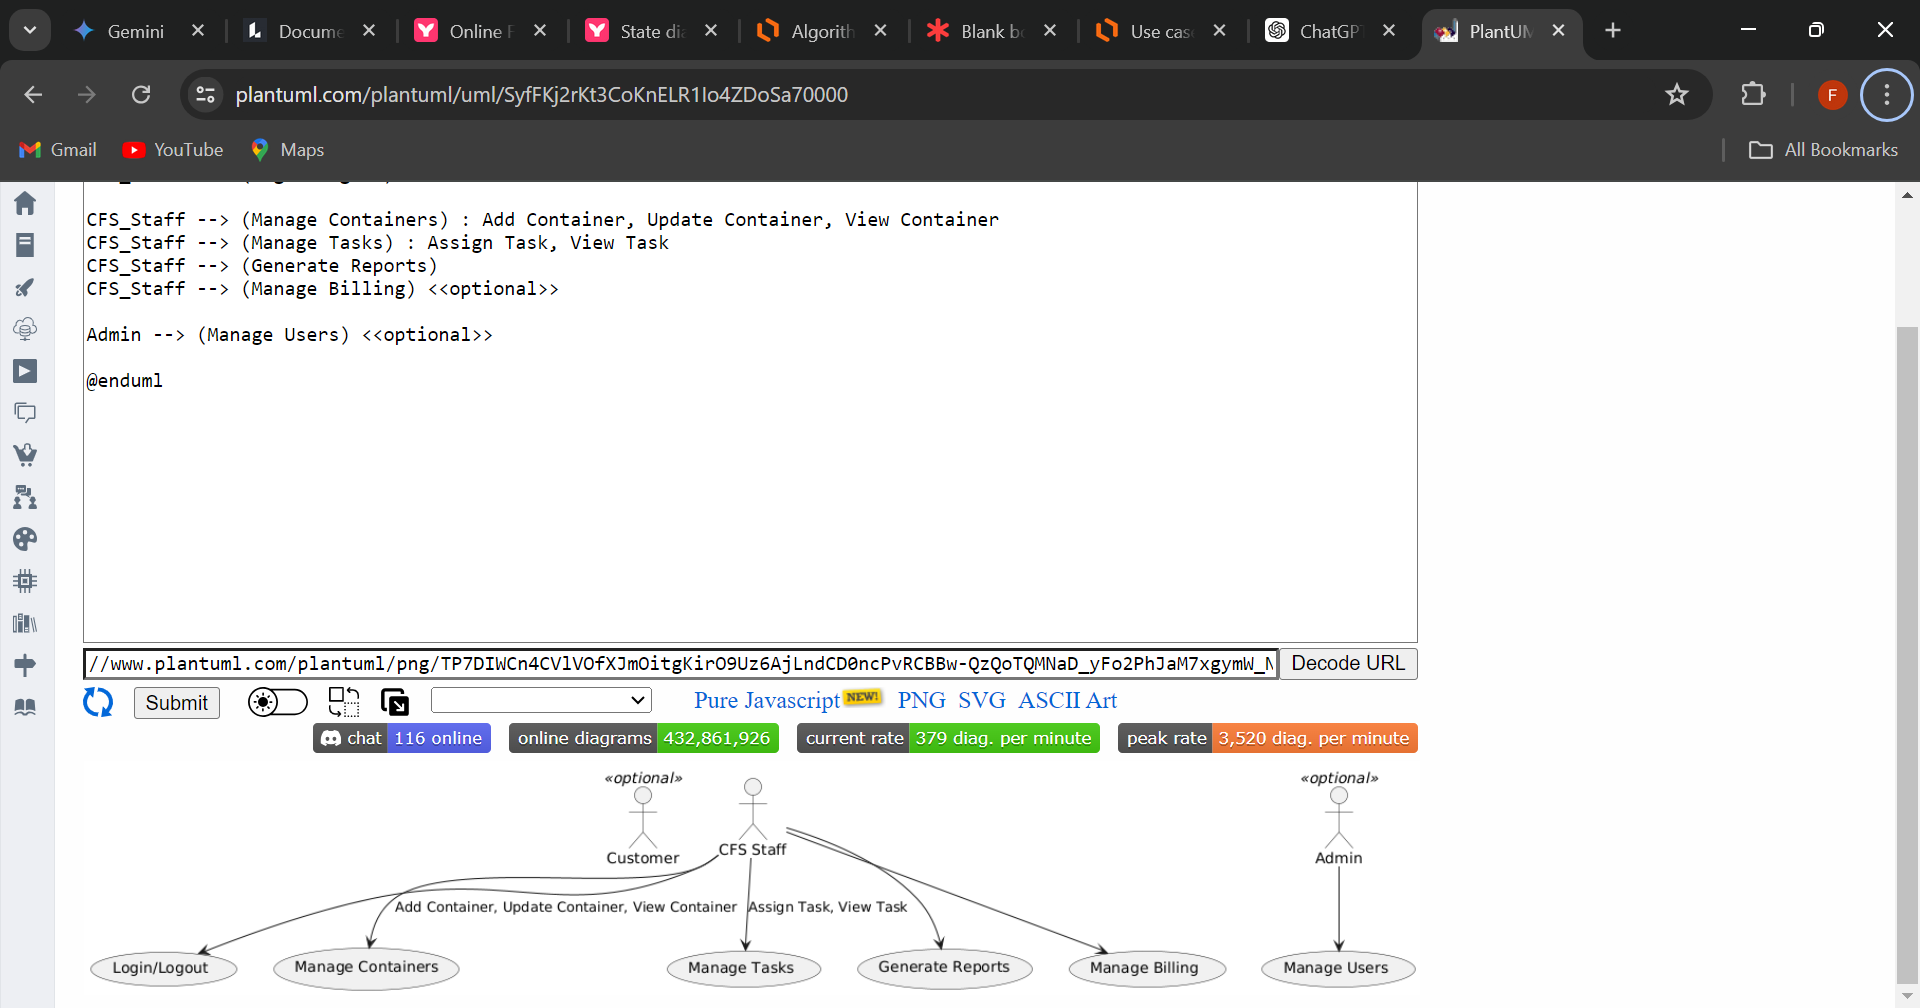 Gemini
Docume
Online F
State dia
Algorith
Blank bo
Use cas
ChatGP
PlantUM
plantuml.com/plantuml/uml/SyfFKj2rKt3CoKnELR1Io4ZDoSa70000
F
Gmail
YouTube
Maps
All Bookmarks
CFS_Staff --> (Manage Containers) : Add Container, Update Container, View Container
CFS_Staff --> (Manage Tasks) : Assign Task, View Task
CFS_Staff --> (Generate Reports)
CFS_Staff --> (Manage Billing) <<optional>>
Admin --> (Manage Users) <<optional>>
@enduml
//www.plantuml.com/plantuml/png/TP7DIWCn4CVlVOfXJmOitgKirO9Uz6AjLndCD0ncPvRCBBw-QzQoTQMNaD_yFo2PhJaM7xgymW_N
Decode URL
Submit
Pure Javascript NEW! PNG SVG ASCII Art
chat 116 online
online diagrams 432,861,926
current rate 379 diag. per minute
peak rate 3,520 diag. per minute
«optional»
«optional»
Customer
CFS Staff
Admin
Add Container, Update Container, View Container
Assign Task, View Task
Login/Logout
Manage Containers
Manage Tasks
Generate Reports
Manage Billing
Manage Users